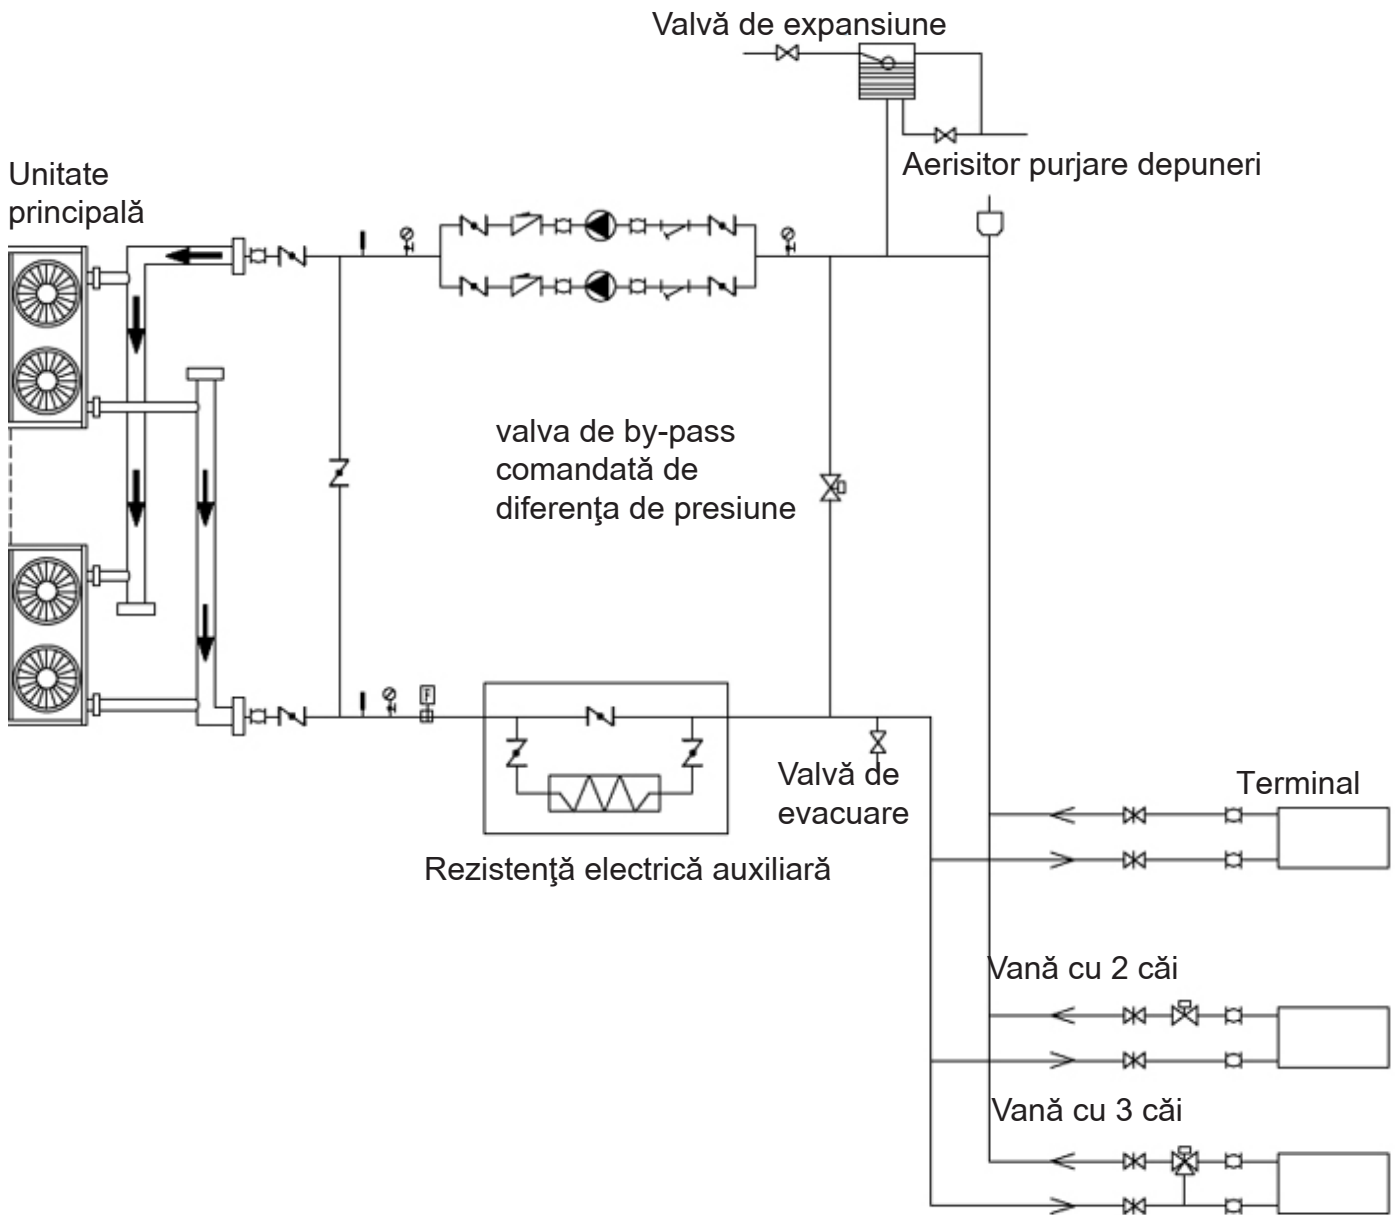 Valvă de expansiune
Aerisitor purjare depuneri
Unitate
principală
valva de by-pass
comandată de
diferenţa de presiune
F
Valvă de
evacuare
Terminal
Rezistenţă electrică auxiliară
Vană cu 2 căi
Vană cu 3 căi